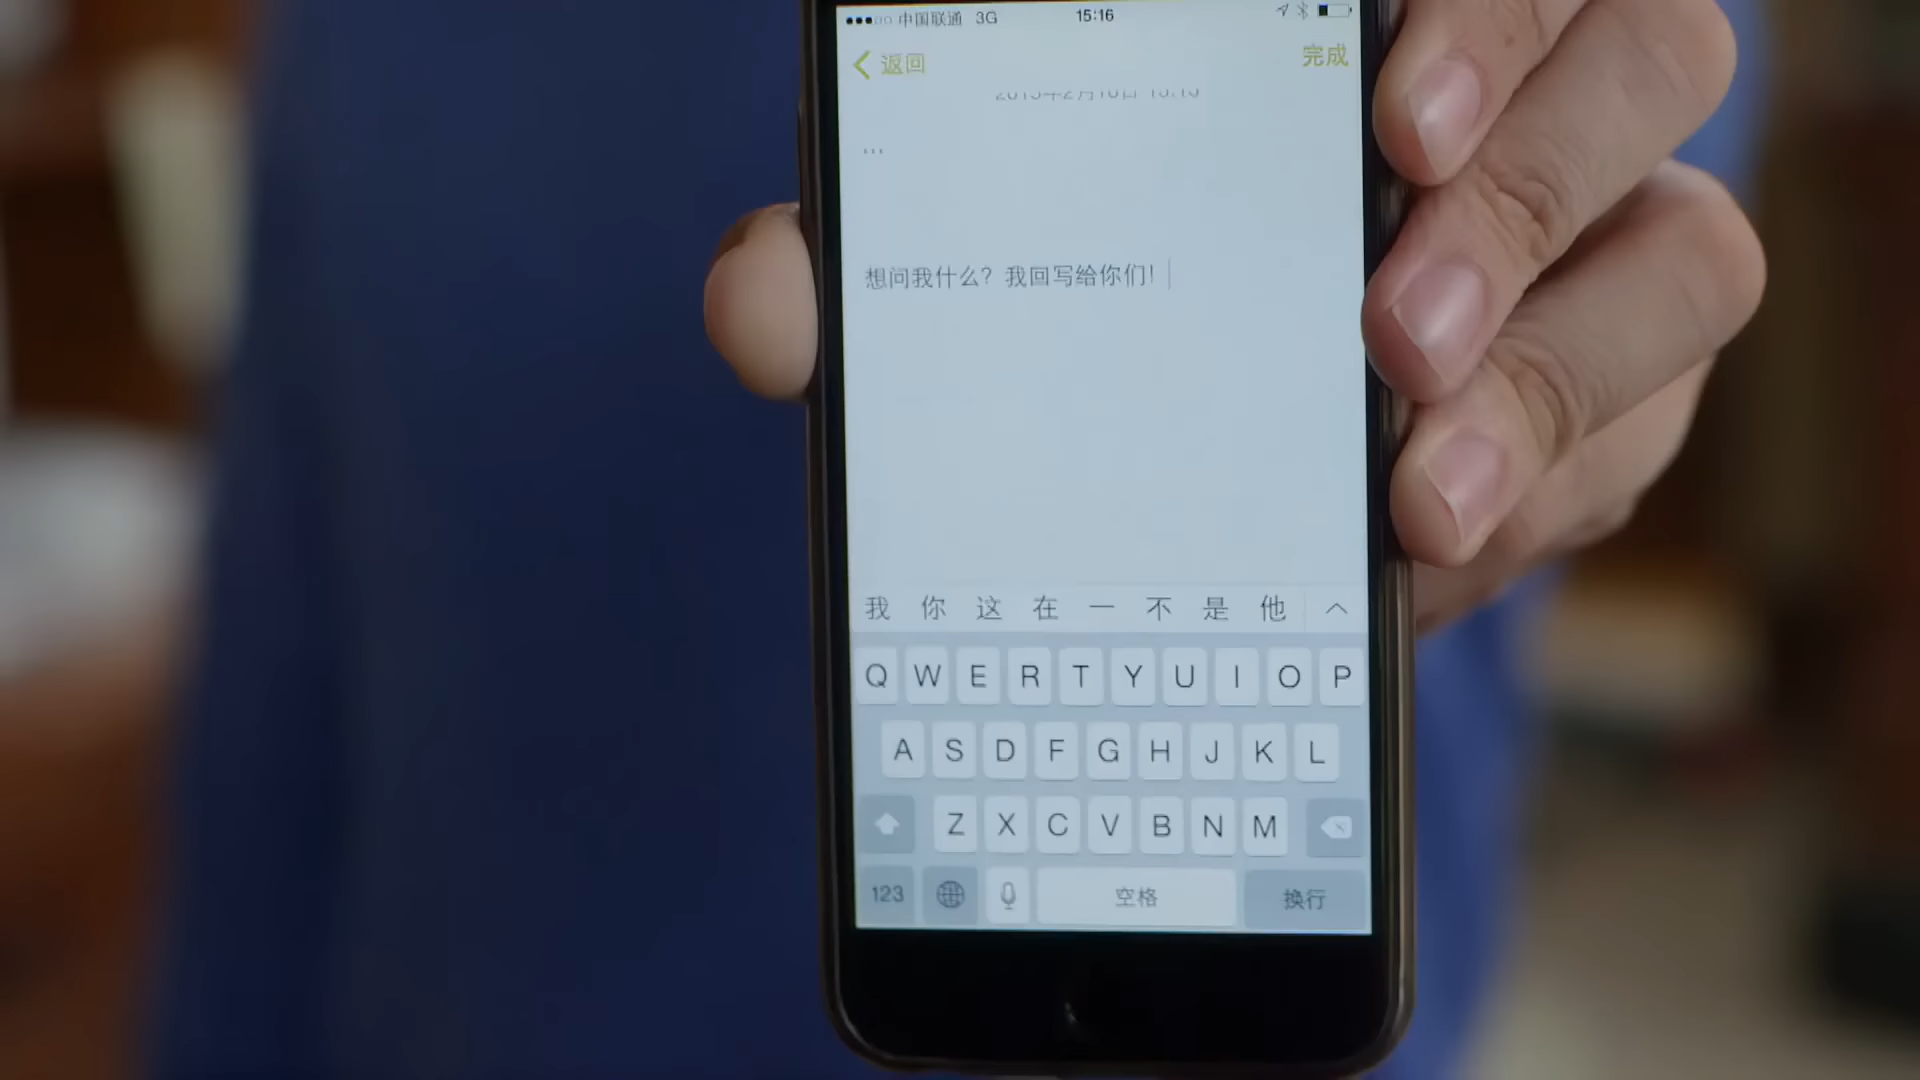 中国联通 3G 15:16
返回 完成
...
想问我什么? 我回写给你们!
我 你 这 在 一 不 是 他
Q W E R T Y U I O P
A S D F G H J K L
Z X C V B N M
123 空格 换行